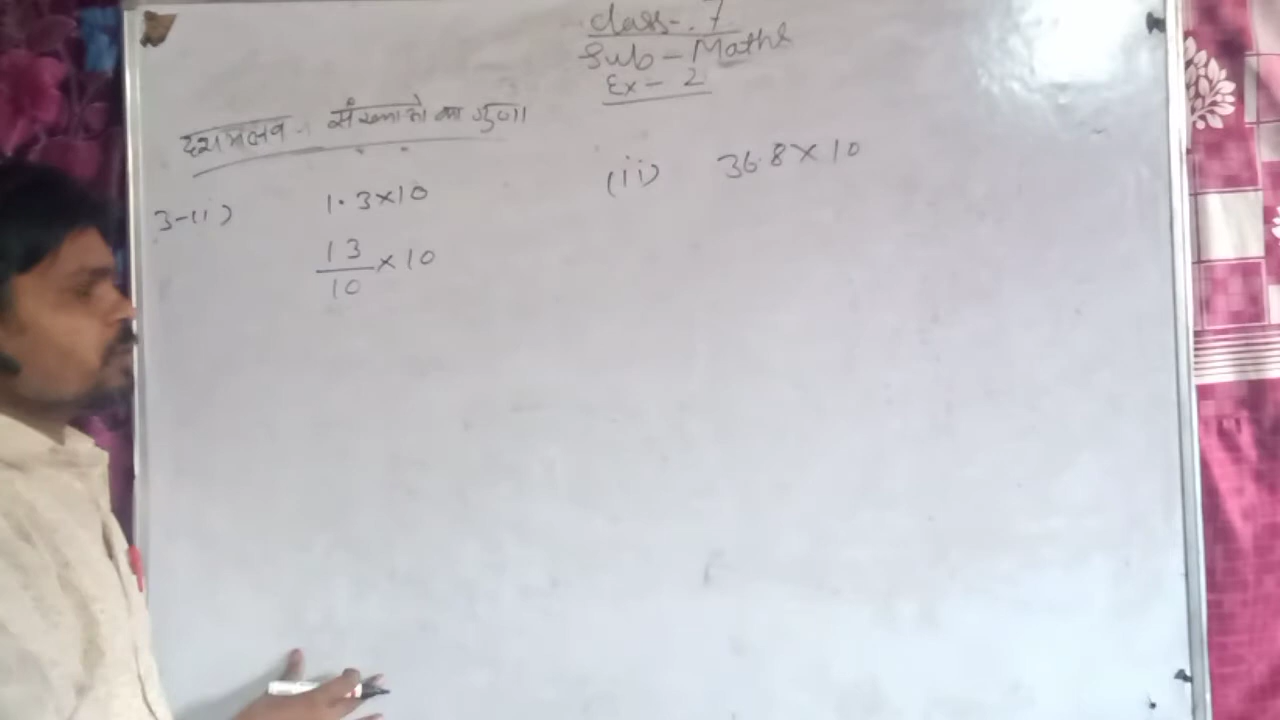 Class-. 7
Sub - Maths
Ex - 2
दशमलव संख्याओ का गुणा
3-(i) 1.3×10
13/10 ×10
(ii) 36.8×10